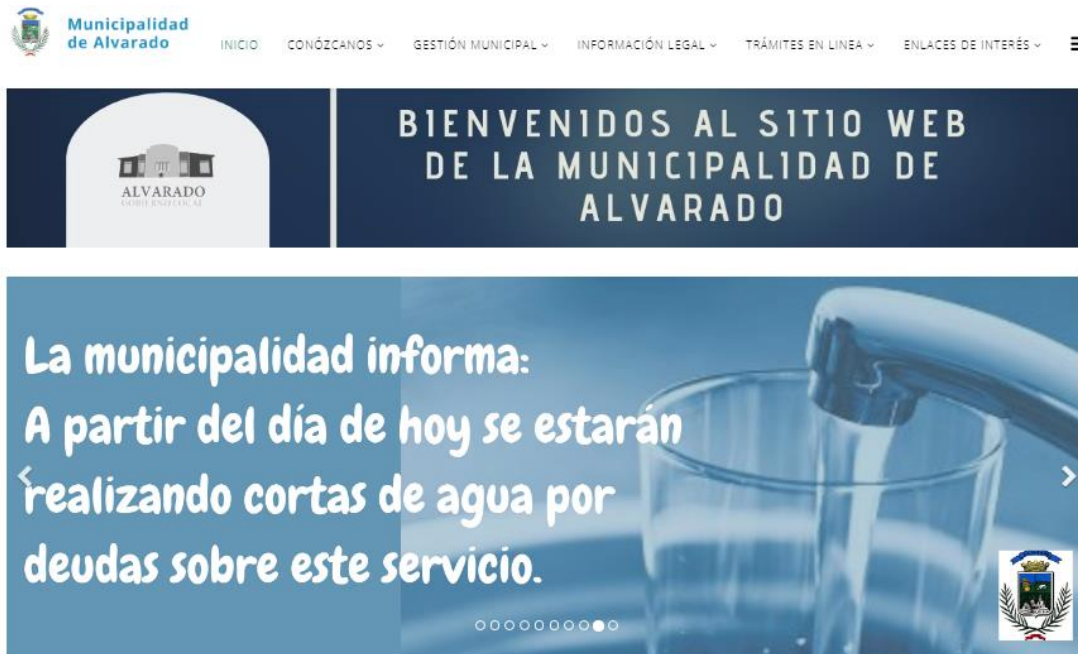 Municipalidad
de Alvarado
INICIO CONÓZCANOS GESTIÓN MUNICIPAL INFORMACIÓN LEGAL TRÁMITES EN LINEA ENLACES DE INTERÉS
ALVARADO
GOBIERNO LOCAL
BIENVENIDOS AL SITIO WEB
DE LA MUNICIPALIDAD DE
ALVARADO
La municipalidad informa:
A partir del día de hoy se estarán
realizando cortas de agua por
deudas sobre este servicio.